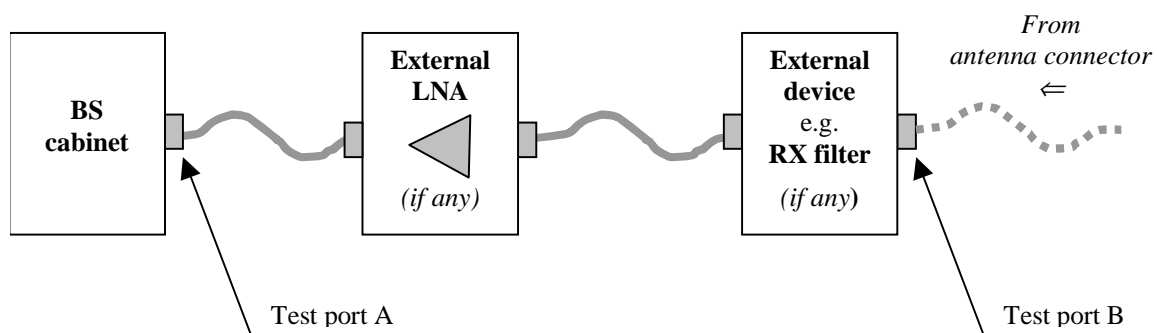 BS
cabinet
External
LNA
(if any)
External
device
e.g.
RX filter
(if any)
From
antenna connector
⇐
Test port A
Test port B